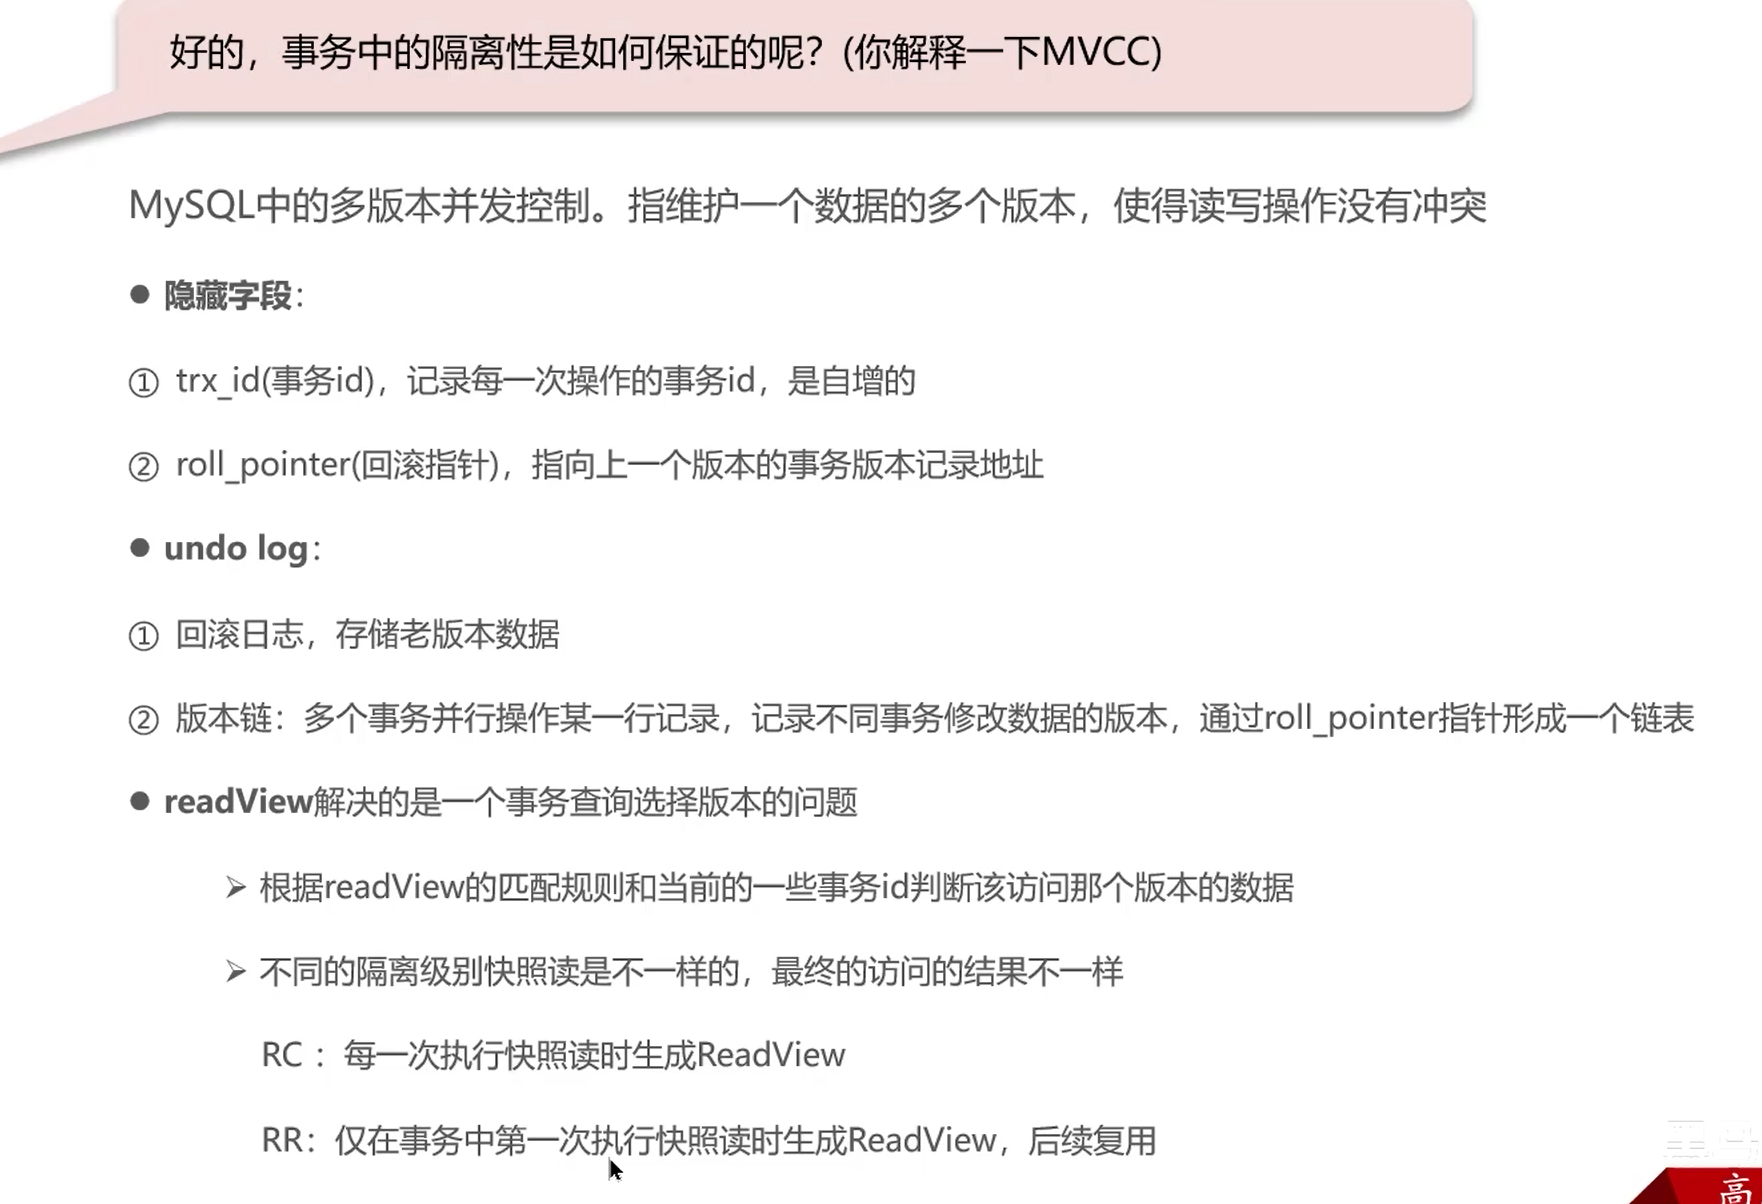 好的，事务中的隔离性是如何保证的呢？(你解释一下MVCC)
MySQL中的多版本并发控制。指维护一个数据的多个版本，使得读写操作没有冲突
● 隐藏字段：
① trx_id(事务id)，记录每一次操作的事务id，是自增的
② roll_pointer(回滚指针)，指向上一个版本的事务版本记录地址
● undo log：
① 回滚日志，存储老版本数据
② 版本链：多个事务并行操作某一行记录，记录不同事务修改数据的版本，通过roll_pointer指针形成一个链表
● readView解决的是一个事务查询选择版本的问题
➢ 根据readView的匹配规则和当前的一些事务id判断该访问那个版本的数据
➢ 不同的隔离级别快照读是不一样的，最终的访问的结果不一样
RC ：每一次执行快照读时生成ReadView
RR：仅在事务中第一次执行快照读时生成ReadView，后续复用
高